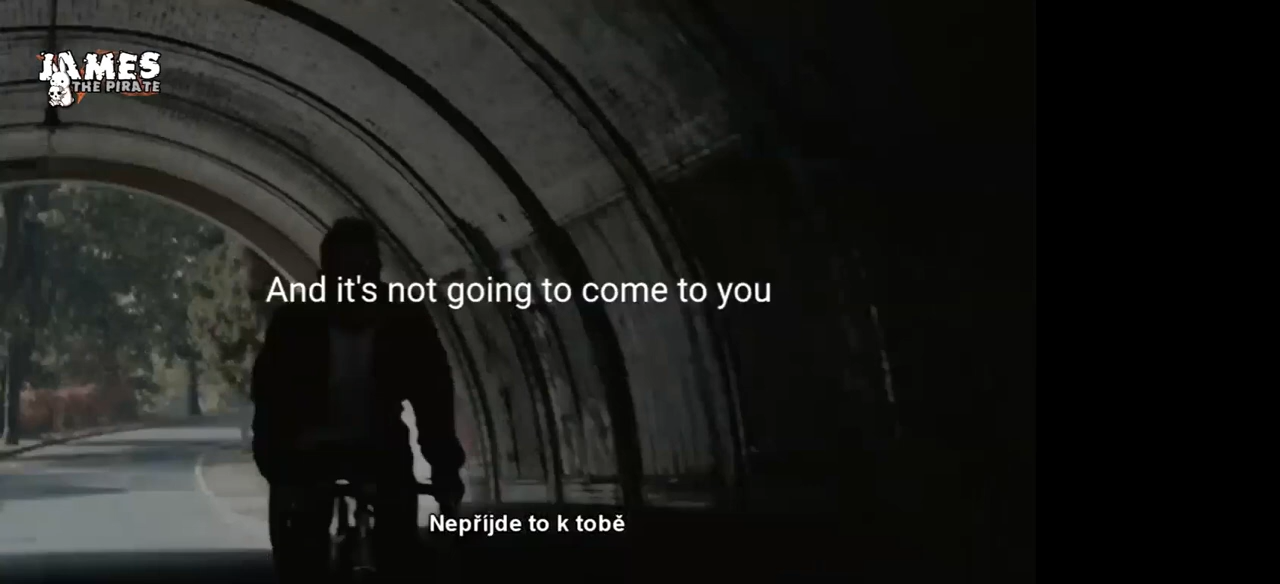 JAMES
THE PIRATE
And it's not going to come to you
Nepříjde to k tobě